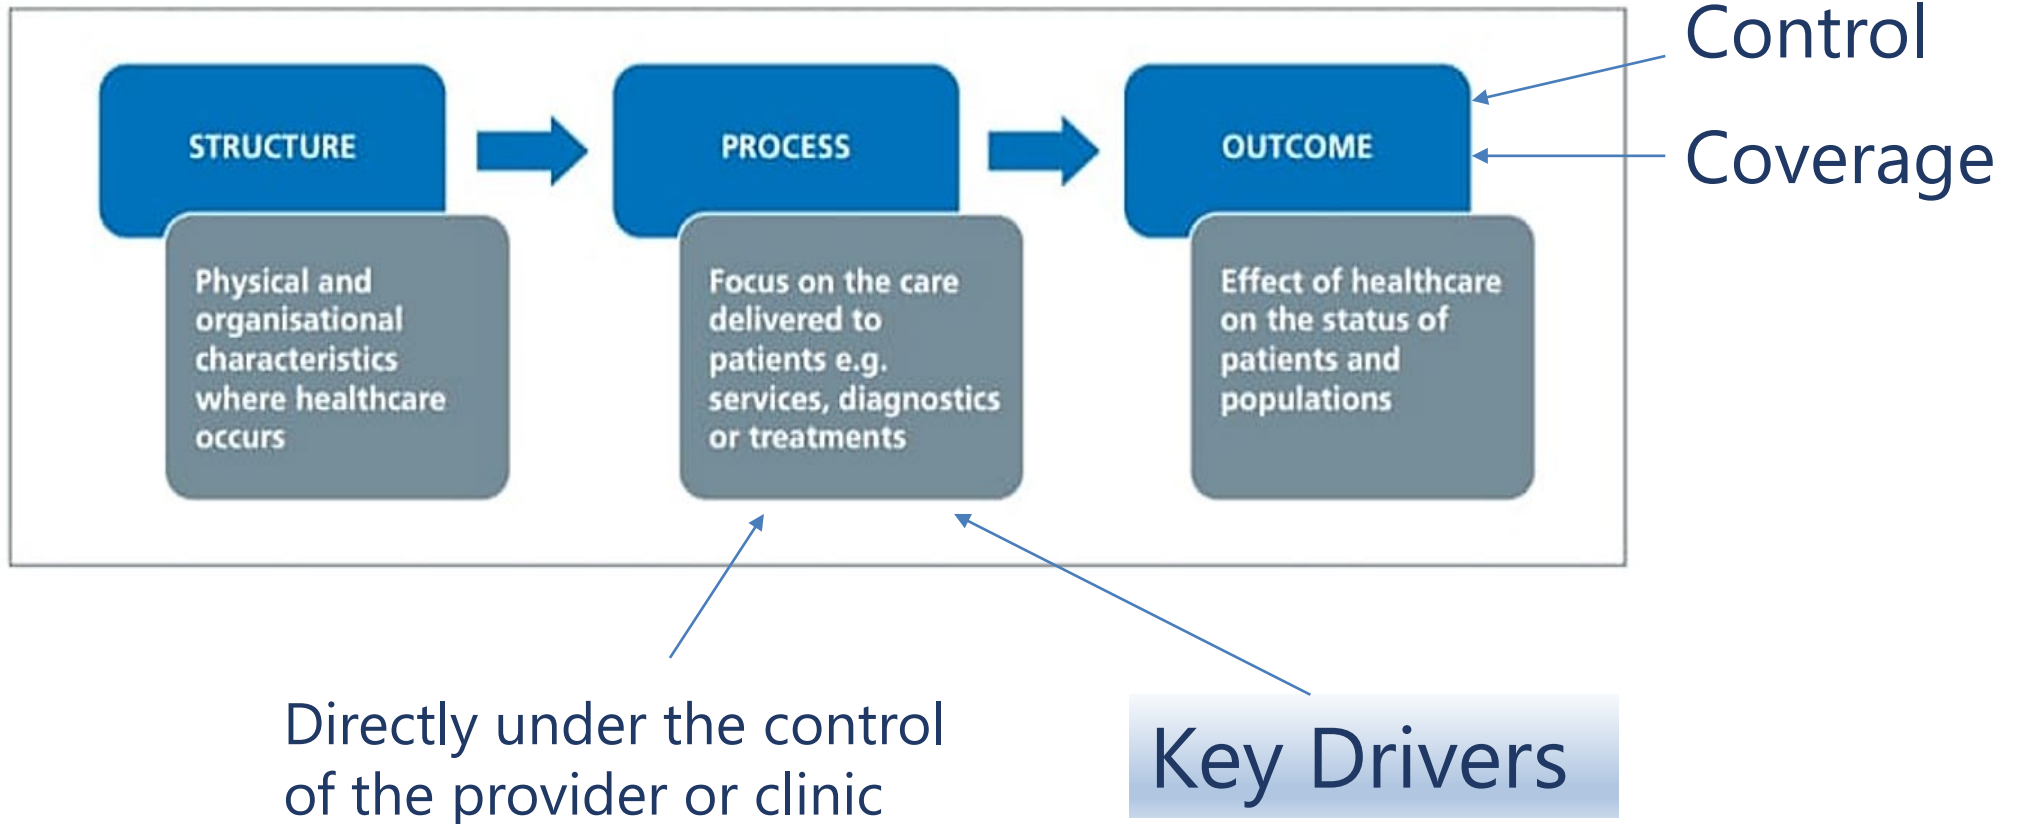 STRUCTURE
Physical and
organisational
characteristics
where healthcare
occurs
PROCESS
Focus on the care
delivered to
patients e.g.
services, diagnostics
or treatments
OUTCOME
Effect of healthcare
on the status of
patients and
populations
Control
Coverage
Directly under the control
of the provider or clinic
Key Drivers